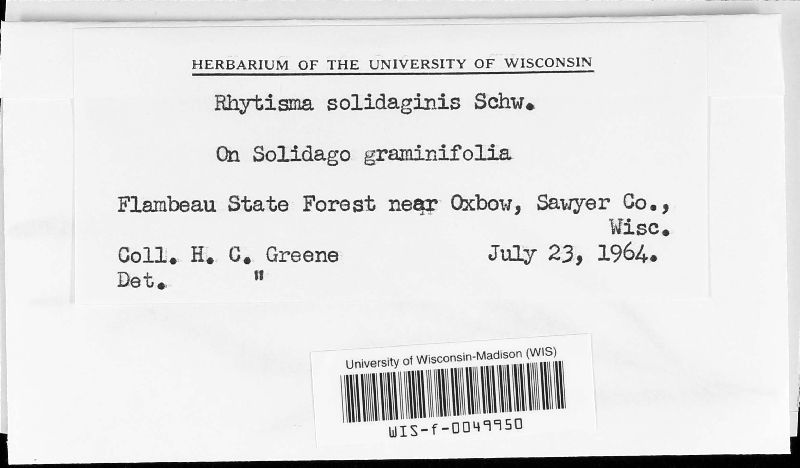 HERBARIUM OF THE UNIVERSITY OF WISCONSIN
Rhytisma solidaginis Schw.
On Solidago graminifolia
Flambeau State Forest near Oxbow, Sawyer Co.,
Wisc.
Coll. H. C. Greene July 23, 1964.
Det. "
University of Wisconsin-Madison (WIS)
WIS-f-0049950